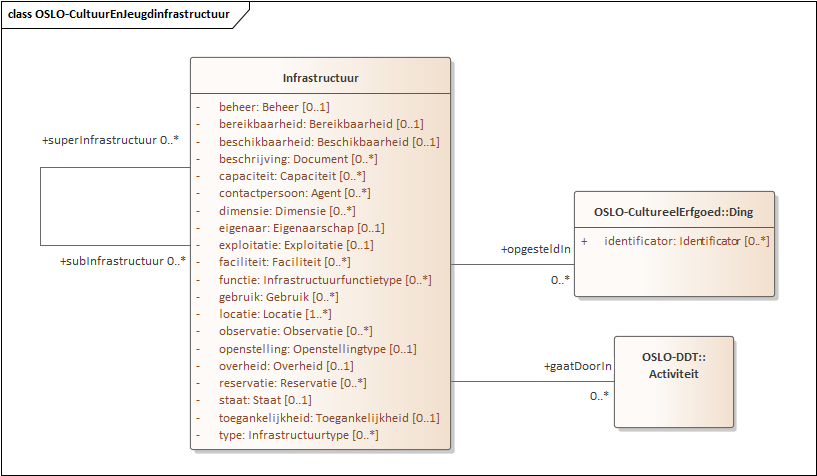 class OSLO-CultuurEnJeugdinfrastructuur
Infrastructuur
- beheer: Beheer [0..1]
- bereikbaarheid: Bereikbaarheid [0..1]
- beschikbaarheid: Beschikbaarheid [0..1]
- beschrijving: Document [0..*]
- capaciteit: Capaciteit [0..*]
- contactpersoon: Agent [0..*]
- dimensie: Dimensie [0..*]
- eigenaar: Eigenaarschap [0..1]
- exploitatie: Exploitatie [0..1]
- faciliteit: Faciliteit [0..*]
- functie: Infrastructuurfunctietype [0..*]
- gebruik: Gebruik [0..*]
- locatie: Locatie [1..*]
- observatie: Observatie [0..*]
- openstelling: Openstellingtype [0..1]
- overheid: Overheid [0..1]
- reservatie: Reservatie [0..*]
- staat: Staat [0..1]
- toegankelijkheid: Toegankelijkheid [0..1]
- type: Infrastructuurtype [0..*]
+superInfrastructuur 0..*
+subInfrastructuur 0..*
+opgesteldIn
0..*
OSLO-CultureelErfgoed::Ding
+ identificator: Identificator [0..*]
+gaatDoorIn
0..*
OSLO-DDT::
Activiteit